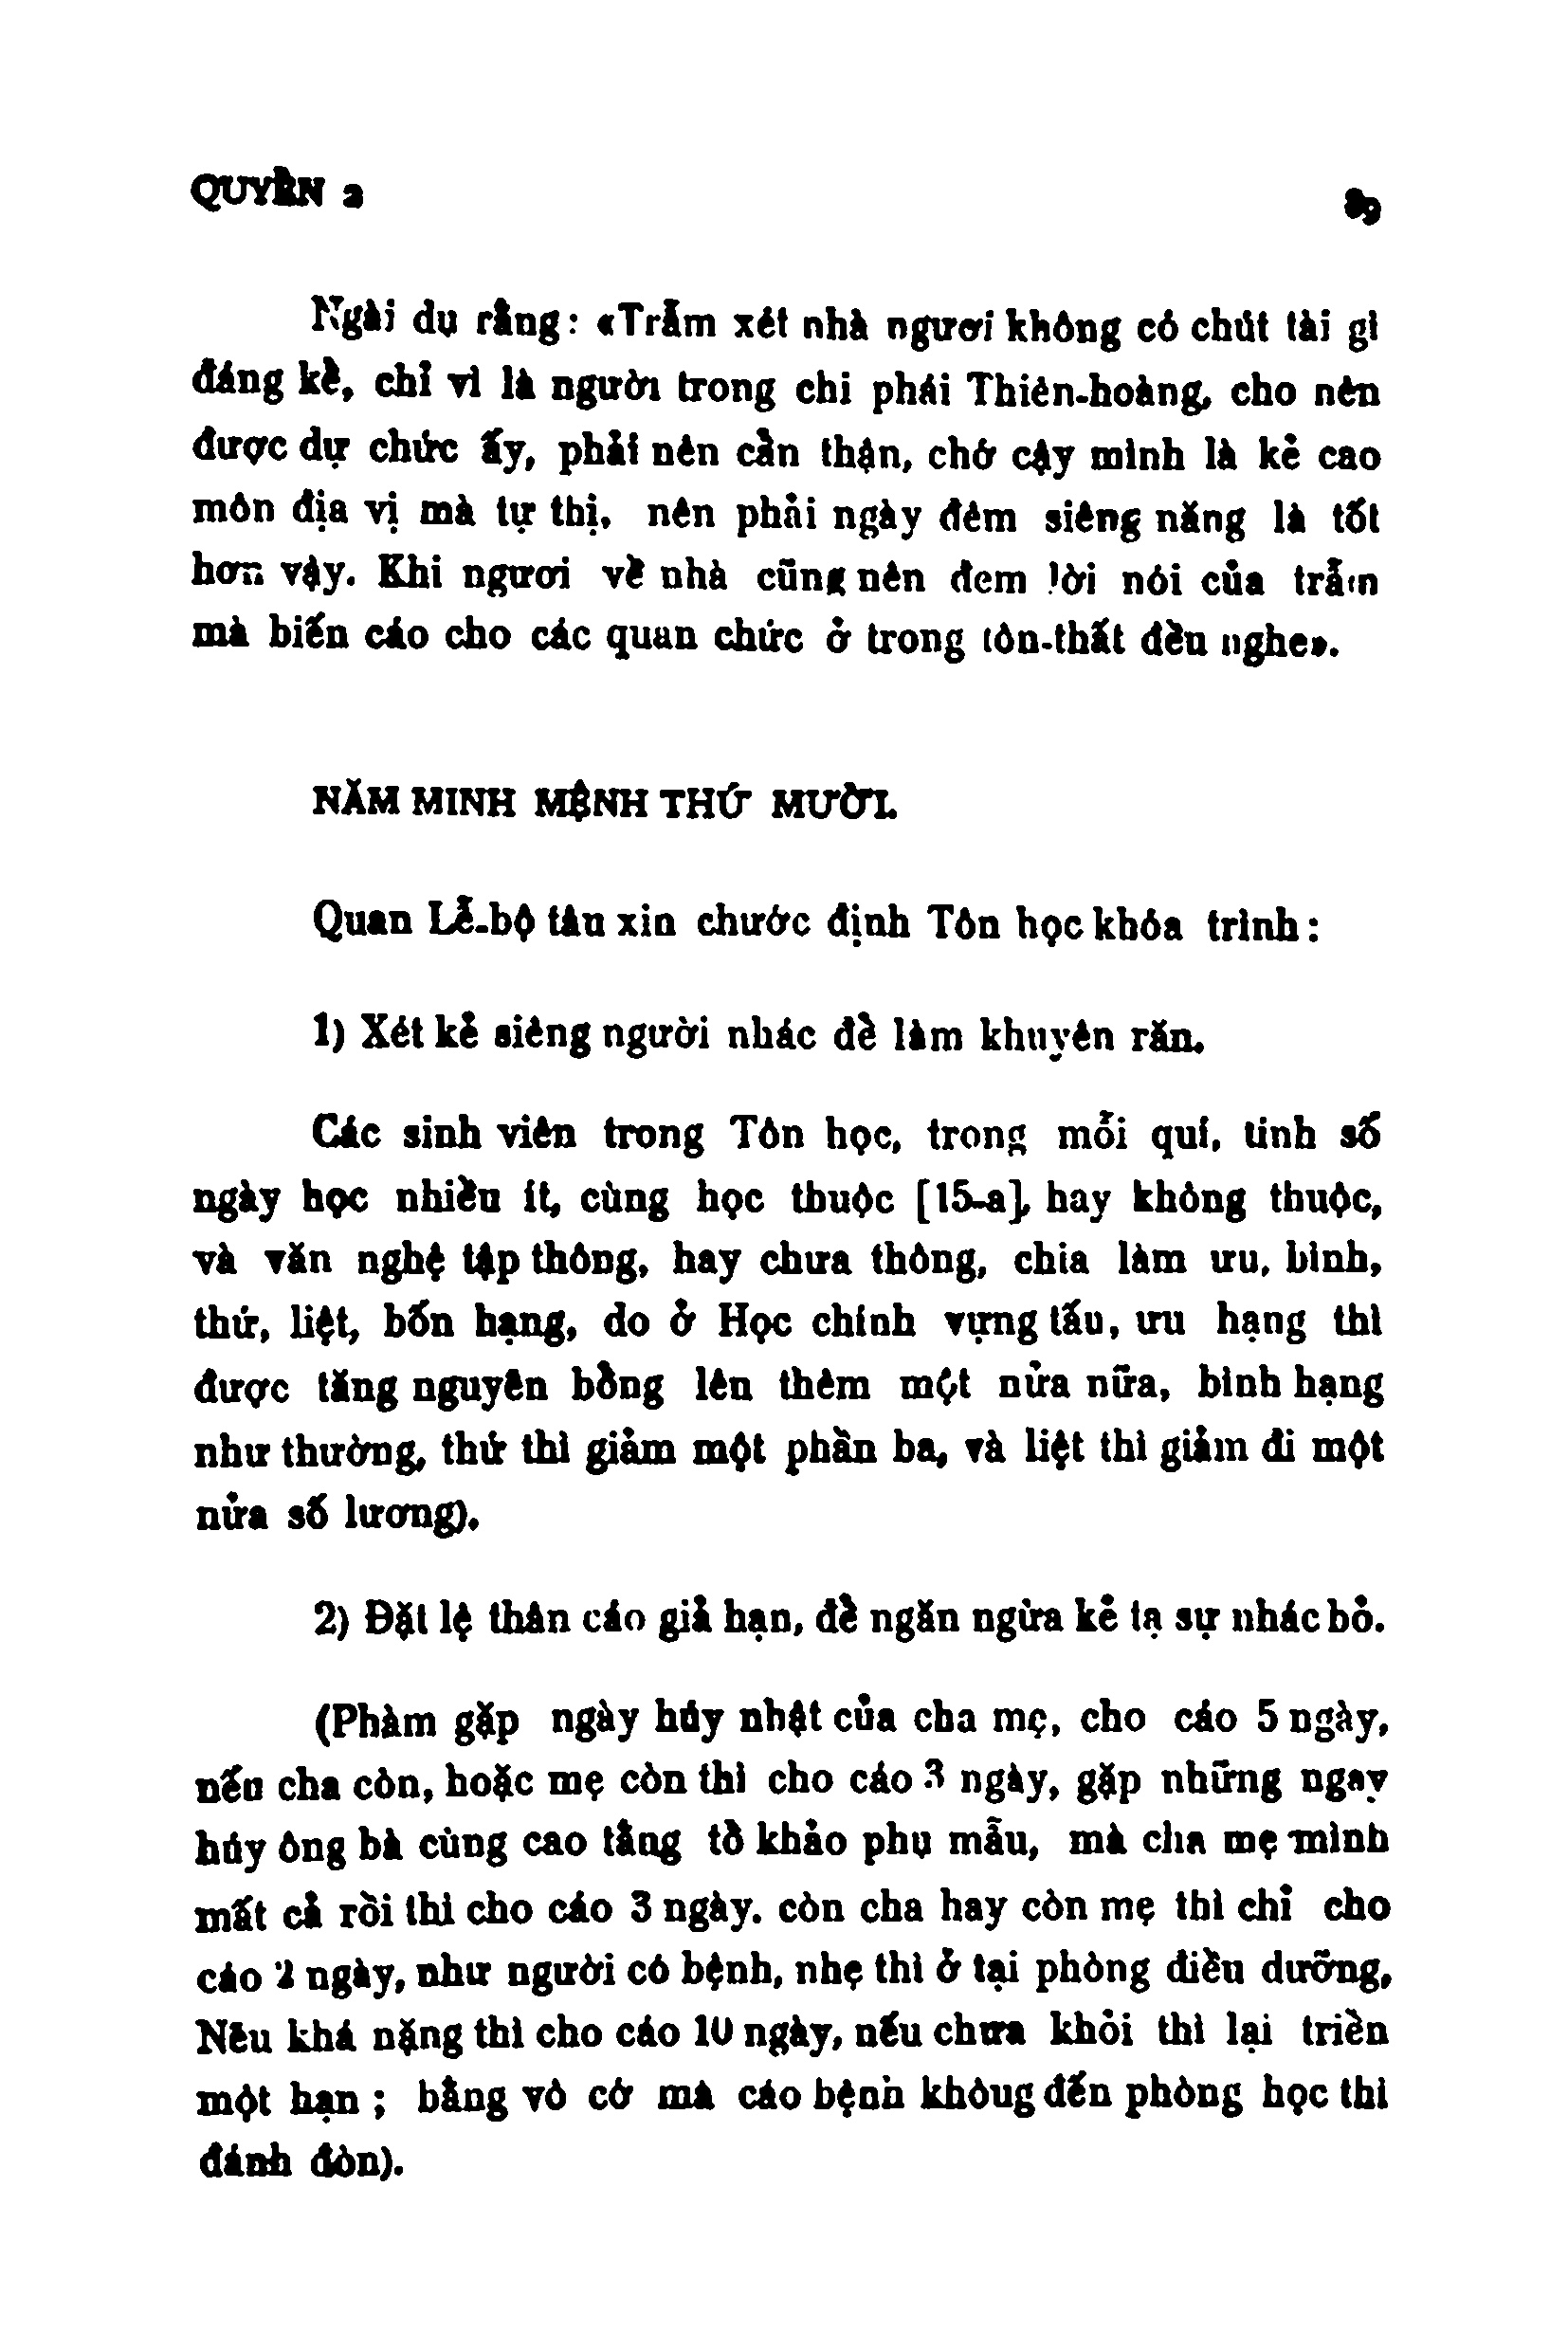 QUYỀN 2
89
Ngài dụ rằng: «Trẫm xét nhà ngươi không có chút tài gì
đáng kể, chỉ vì là người trong chi phái Thiên-hoàng, cho nên
được dự chức ấy, phải nên cẩn thận, chớ cậy mình là kẻ cao
môn địa vị mà tự thị, nên phải ngày đêm siêng năng là tốt
hơn vậy. Khi ngươi về nhà cũng nên đem lời nói của trẫm
mà biến cáo cho các quan chức ở trong tôn-thất đều nghe».
NĂM MINH MỆNH THỨ MƯỜI.
Quan Lễ-bộ tâu xin chước định Tôn học khóa trình:
1) Xét kẻ siêng người nhác để làm khuyên răn.
Các sinh viên trong Tôn học, trong mỗi quí, tính số
ngày học nhiều ít, cùng học thuộc [15-a], hay không thuộc,
và văn nghệ tập thông, hay chưa thông, chia làm ưu, bình,
thứ, liệt, bốn hạng, do ở Học chính vựng tấu, ưu hạng thì
được tăng nguyên bổng lên thêm một nửa nữa, bình hạng
như thường, thứ thì giảm một phần ba, và liệt thì giảm đi một
nửa số lương).
2) Đặt lệ thân cáo giả hạn, để ngăn ngừa kẻ tạ sự nhác bỏ.
(Phàm gặp ngày húy nhật của cha mẹ, cho cáo 5 ngày,
nếu cha còn, hoặc mẹ còn thì cho cáo 3 ngày, gặp những ngày
húy ông bà cùng cao tằng tổ khảo phụ mẫu, mà cha mẹ mình
mất cả rồi thì cho cáo 3 ngày. còn cha hay còn mẹ thì chỉ cho
cáo 2 ngày, như người có bệnh, nhẹ thì ở tại phòng điều dưỡng,
Nếu khá nặng thì cho cáo 10 ngày, nếu chưa khỏi thì lại triển
một hạn ; bằng vô cớ mà cáo bệnh không đến phòng học thì
đánh đòn).